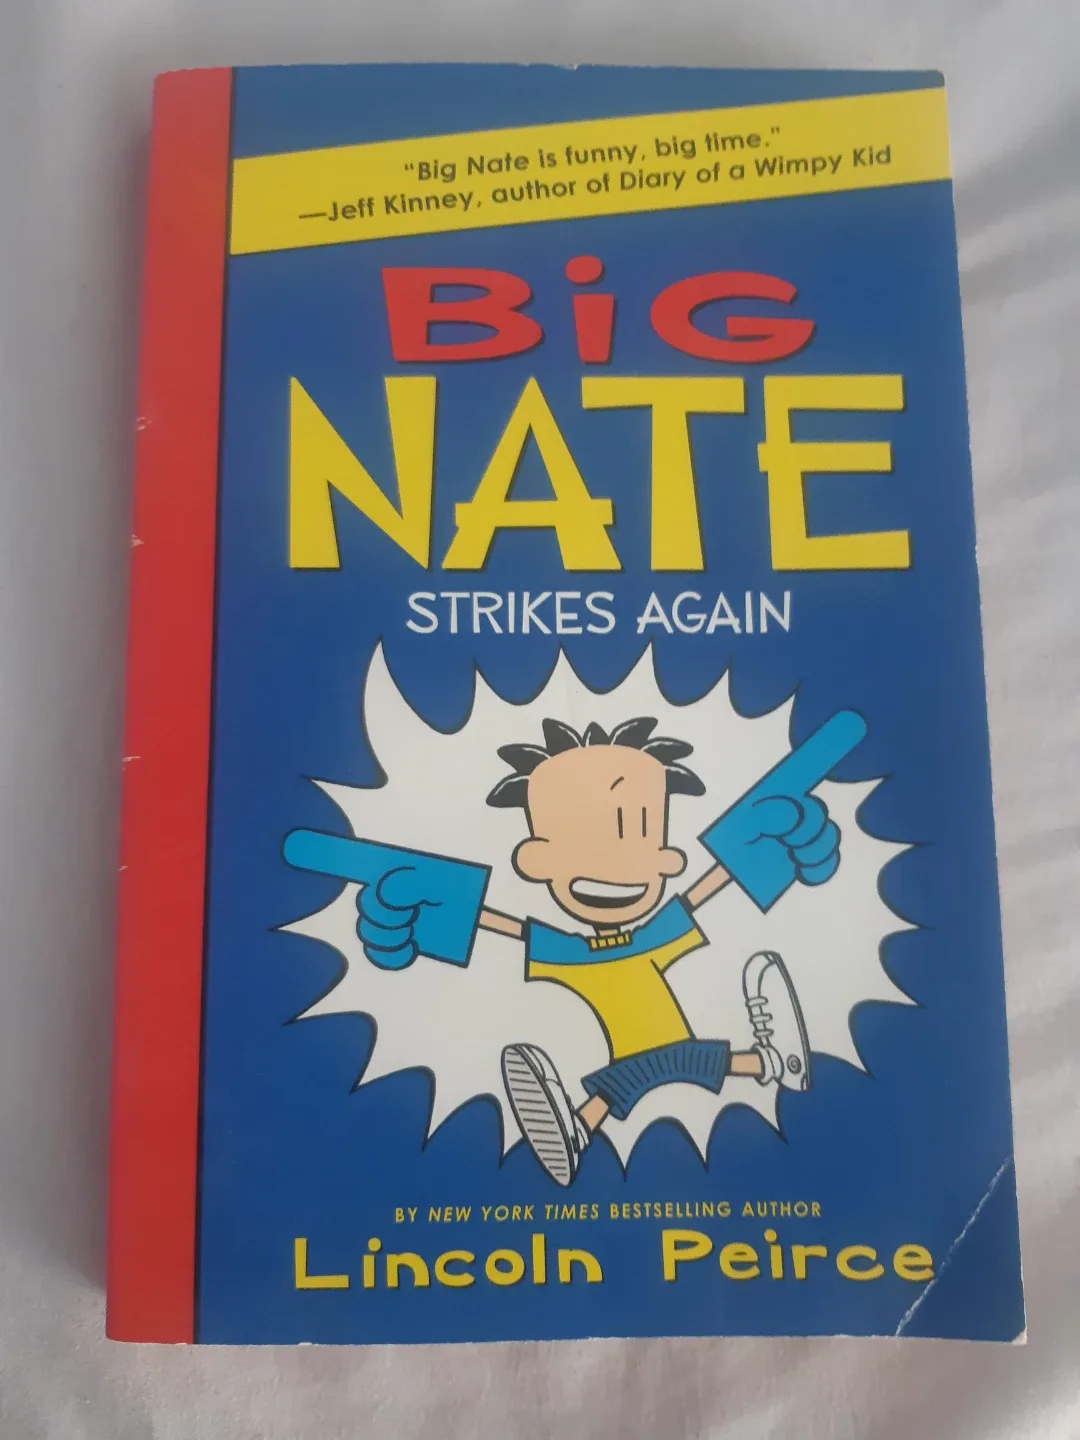 "Big Nate is funny, big time."
—Jeff Kinney, author of Diary of a Wimpy Kid
BiG
NATE
STRIKES AGAIN
BY NEW YORK TIMES BESTSELLING AUTHOR
Lincoln Peirce